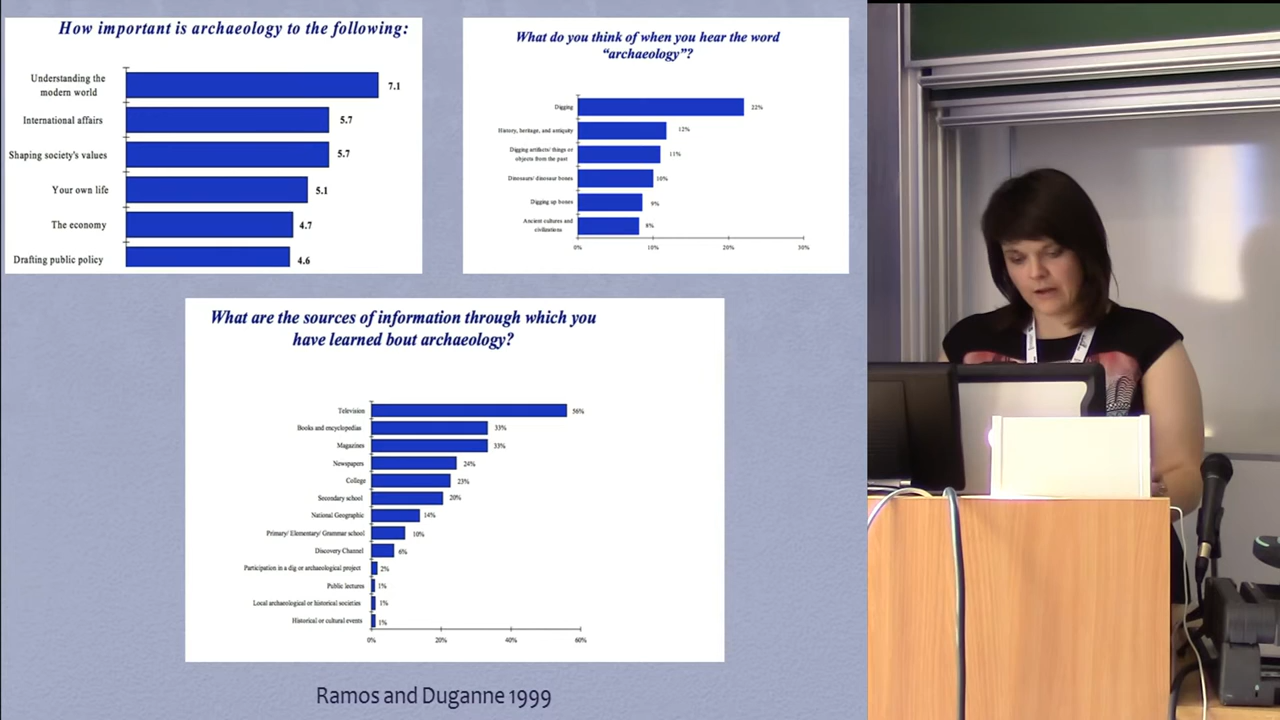 How important is archaeology to the following:
Understanding the
modern world
7.1
International affairs
5.7
Shaping society's values
5.7
Your own life
5.1
The economy
4.7
Drafting public policy
4.6
What do you think of when you hear the word
“archaeology”?
Digging
22%
History, heritage, and antiquity
12%
Digging artifacts/ things or
objects from the past
11%
Dinosaurs/ dinosaur bones
10%
Digging up bones
9%
Ancient cultures and
civilizations
8%
0% 10% 20% 30%
What are the sources of information through which you
have learned bout archaeology?
Television
56%
Books and encyclopedias
33%
Magazines
33%
Newspapers
24%
College
23%
Secondary school
20%
National Geographic
14%
Primary/ Elementary/ Grammar school
10%
Discovery Channel
6%
Participation in a dig or archaeological project
2%
Public lectures
1%
Local archaeological or historical societies
1%
Historical or cultural events
1%
0% 20% 40% 60%
Ramos and Duganne 1999